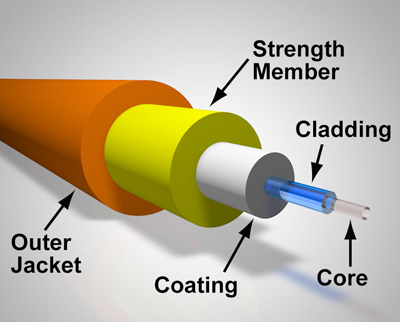 Strength
Member
Cladding
Outer
Jacket
Coating
Core